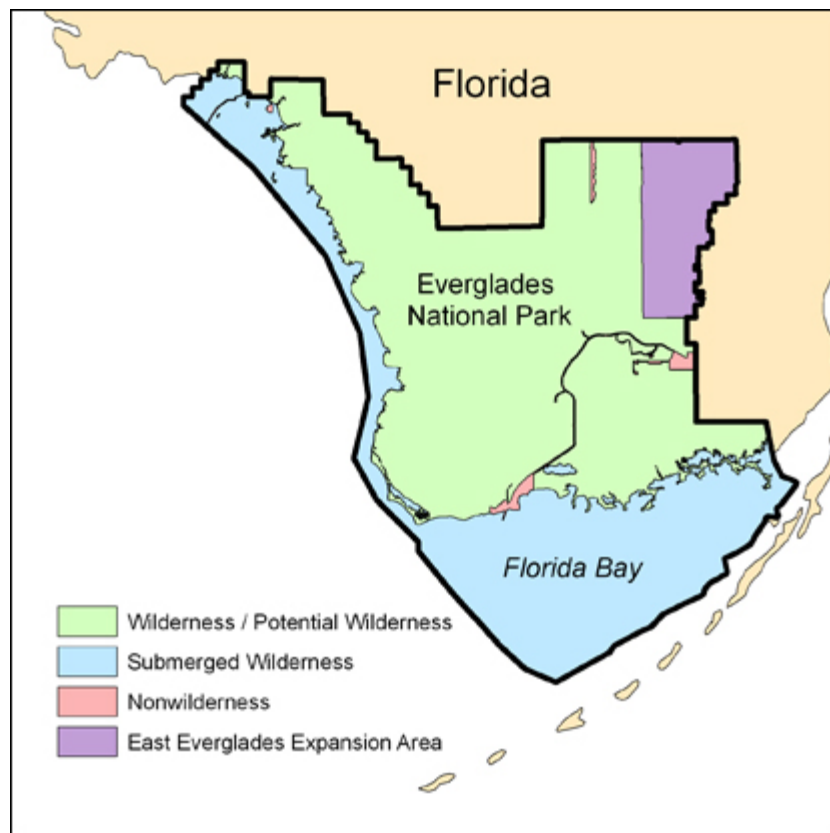 Florida
Everglades
National Park
Florida Bay
Wilderness / Potential Wilderness
Submerged Wilderness
Nonwilderness
East Everglades Expansion Area